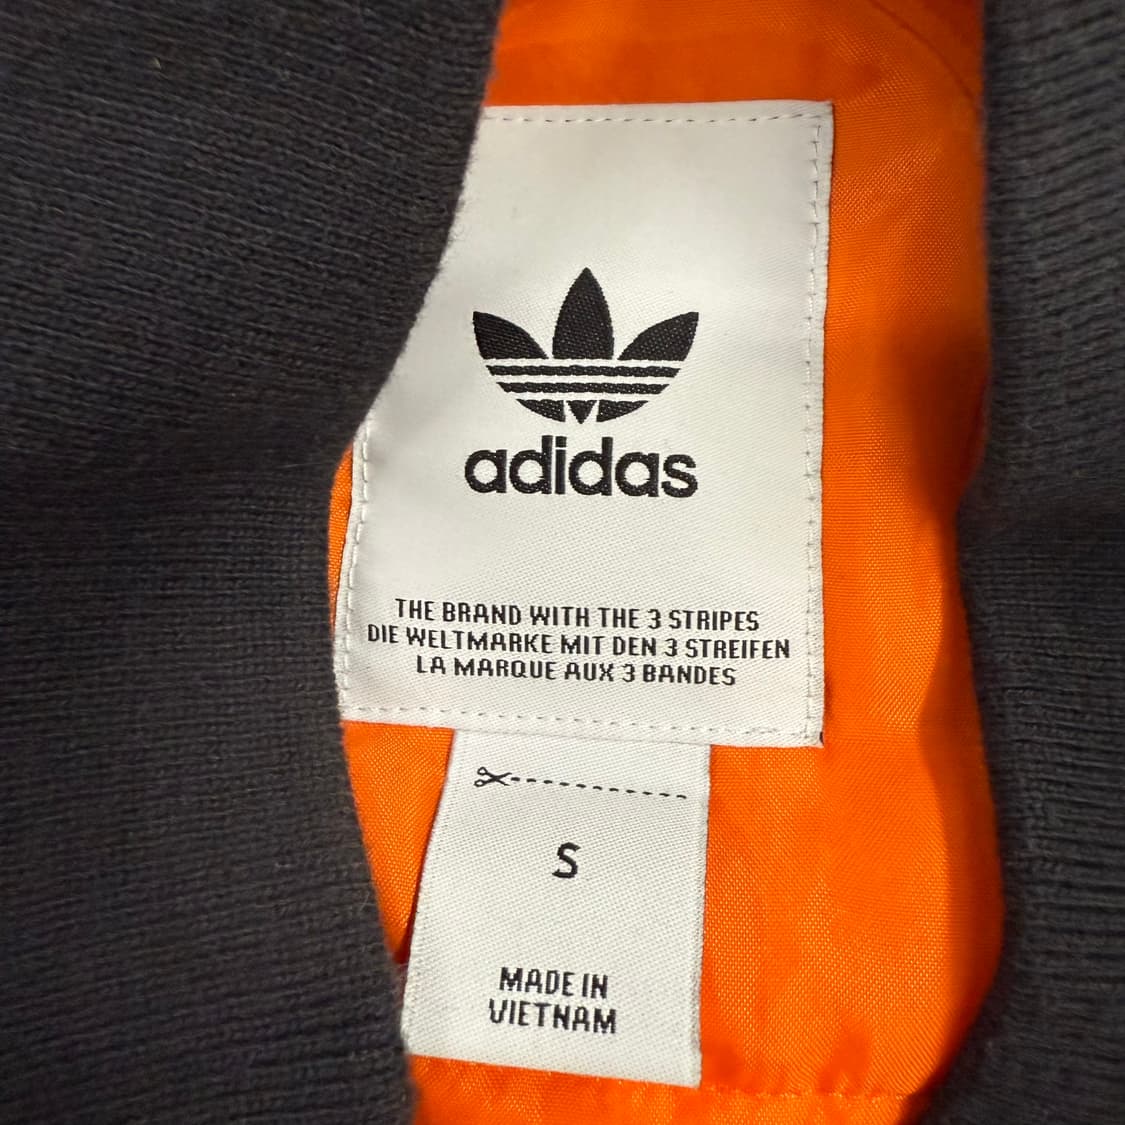 adidas
THE BRAND WITH THE 3 STRIPES
DIE WELTMARKE MIT DEN 3 STREIFEN
LA MARQUE AUX 3 BANDES
S
MADE IN
VIETNAM